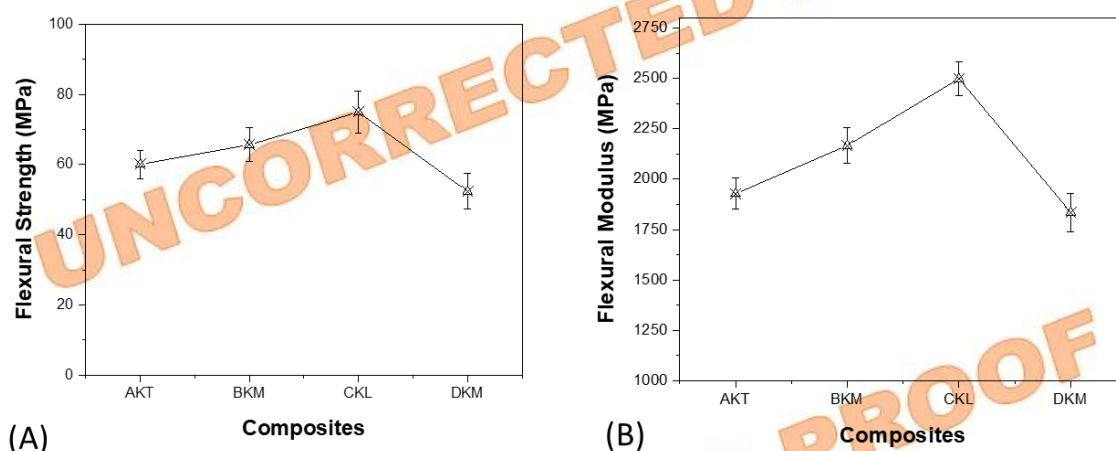 UNCORRECTED
PROOF
100
80
60
40
20
0
Flexural Strength (MPa)
AKT BKM CKL DKM
Composites
(A)
2750
2500
2250
2000
1750
1500
1250
1000
Flexural Modulus (MPa)
AKT BKM CKL DKM
Composites
(B)